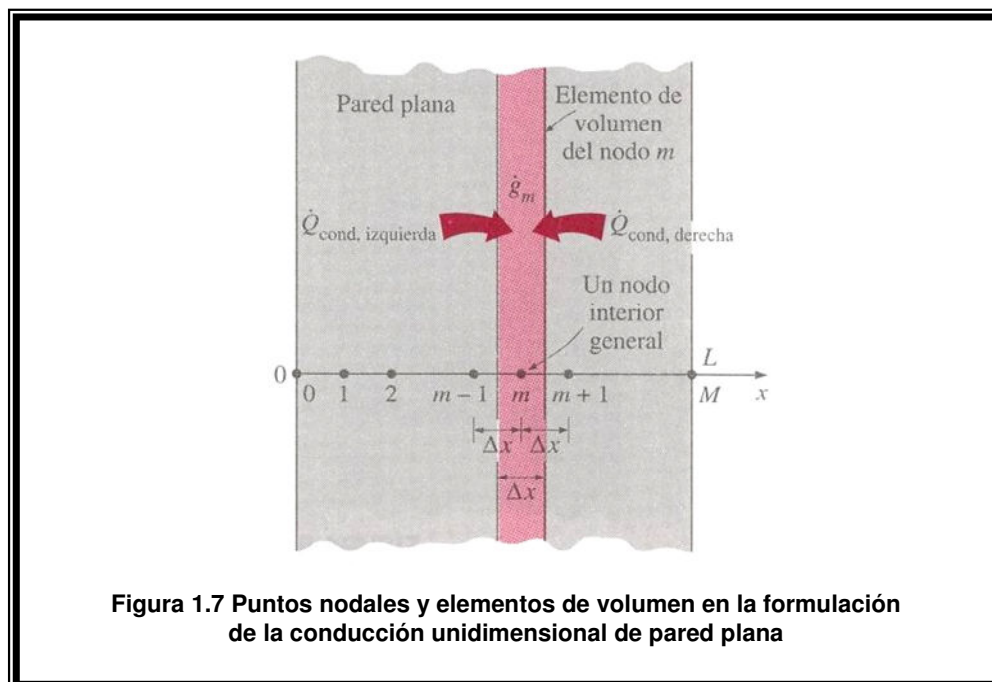 Pared plana
Elemento de
volumen
del nodo m
ġₘ
Q̇cond, izquierda
Q̇cond, derecha
Un nodo
interior
general
0
0 1 2 m – 1 m m + 1
L
M
x
Δx Δx
Δx
Figura 1.7 Puntos nodales y elementos de volumen en la formulación
de la conducción unidimensional de pared plana